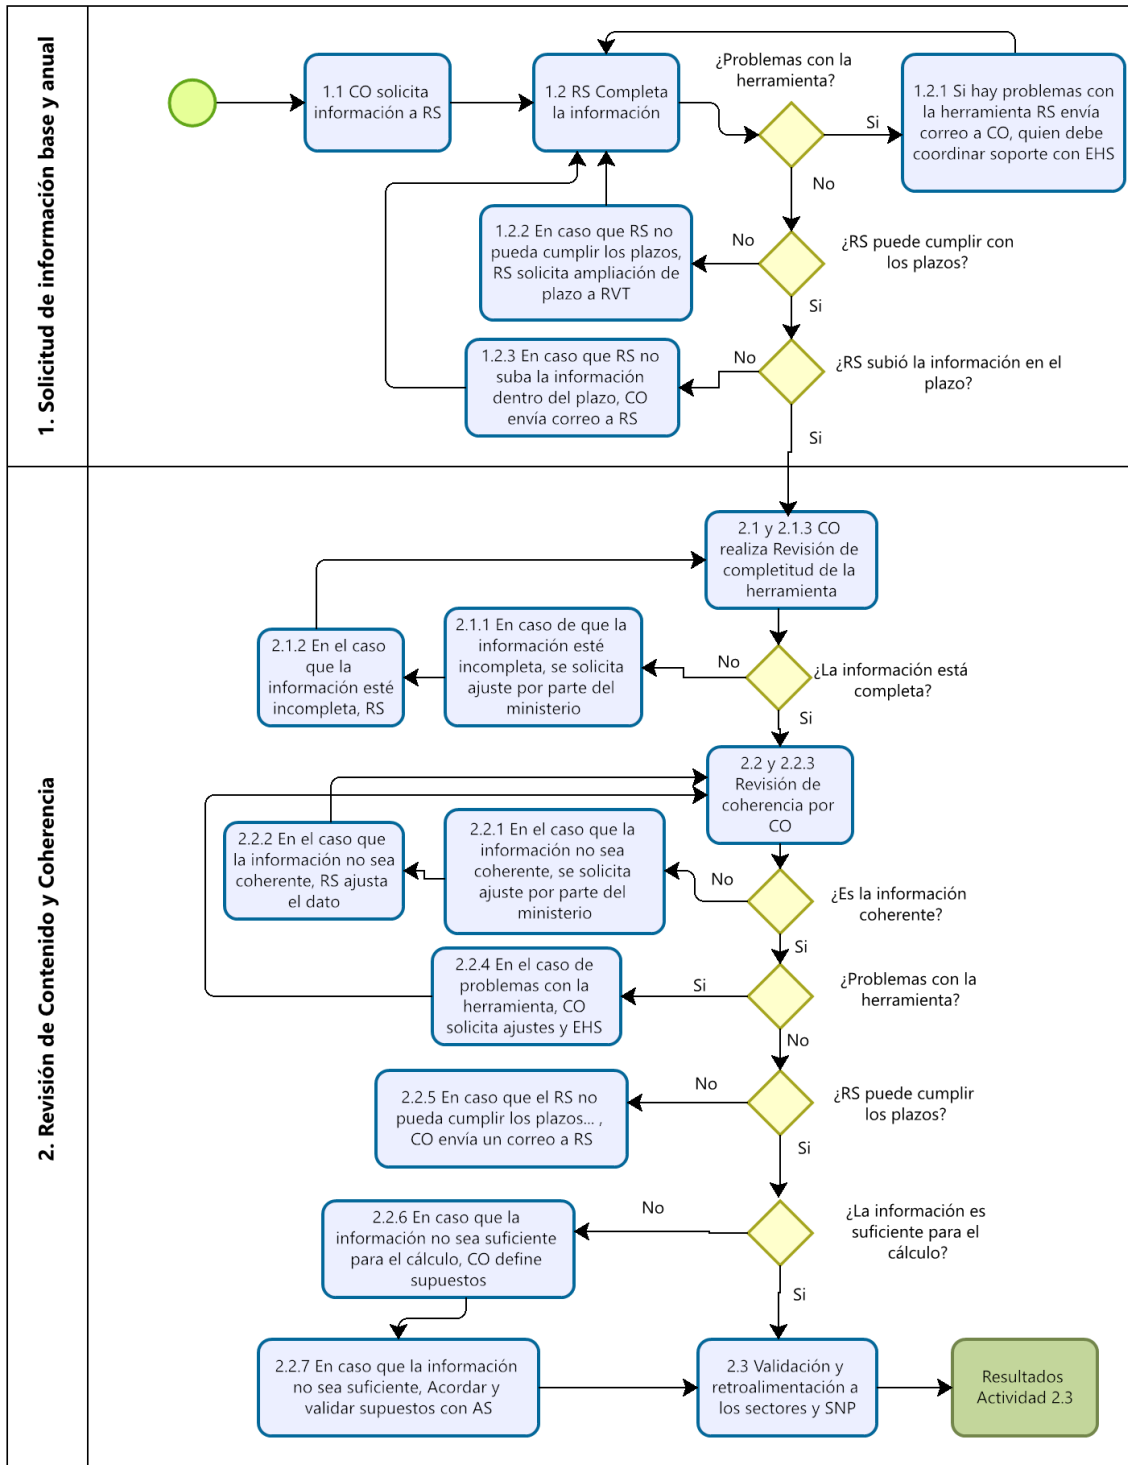 1. Solicitud de información base y anual
1.1 CO solicita
información a RS
1.2 RS Completa
la información
¿Problemas con la
herramienta?
Si
1.2.1 Si hay problemas con
la herramienta RS envía
correo a CO, quien debe
coordinar soporte con EHS
No
1.2.2 En caso que RS no
pueda cumplir los plazos,
RS solicita ampliación de
plazo a RVT
No
¿RS puede cumplir con
los plazos?
Si
1.2.3 En caso que RS no
suba la información
dentro del plazo, CO
envía correo a RS
No
¿RS subió la información en el
plazo?
Si
2. Revisión de Contenido y Coherencia
2.1 y 2.1.3 CO
realiza Revisión de
completitud de la
herramienta
2.1.2 En el caso
que la
información esté
incompleta, RS
2.1.1 En caso de que la
información esté
incompleta, se solicita
ajuste por parte del
ministerio
No
¿La información está
completa?
Si
2.2 y 2.2.3
Revisión de
coherencia por
CO
2.2.2 En el caso que
la información no sea
coherente, RS ajusta
el dato
2.2.1 En el caso que la
información no sea
coherente, se solicita
ajuste por parte del
ministerio
No
¿Es la información
coherente?
Si
2.2.4 En el caso de
problemas con la
herramienta, CO
solicita ajustes y EHS
Si
¿Problemas con la
herramienta?
No
2.2.5 En caso que el RS no
pueda cumplir los plazos... ,
CO envía un correo a RS
No
¿RS puede cumplir
los plazos?
Si
2.2.6 En caso que la
información no sea suficiente
para el cálculo, CO define
supuestos
No
¿La información es
suficiente para el
cálculo?
Si
2.2.7 En caso que la información
no sea suficiente, Acordar y
validar supuestos con AS
2.3 Validación y
retroalimentación a
los sectores y SNP
Resultados
Actividad 2.3